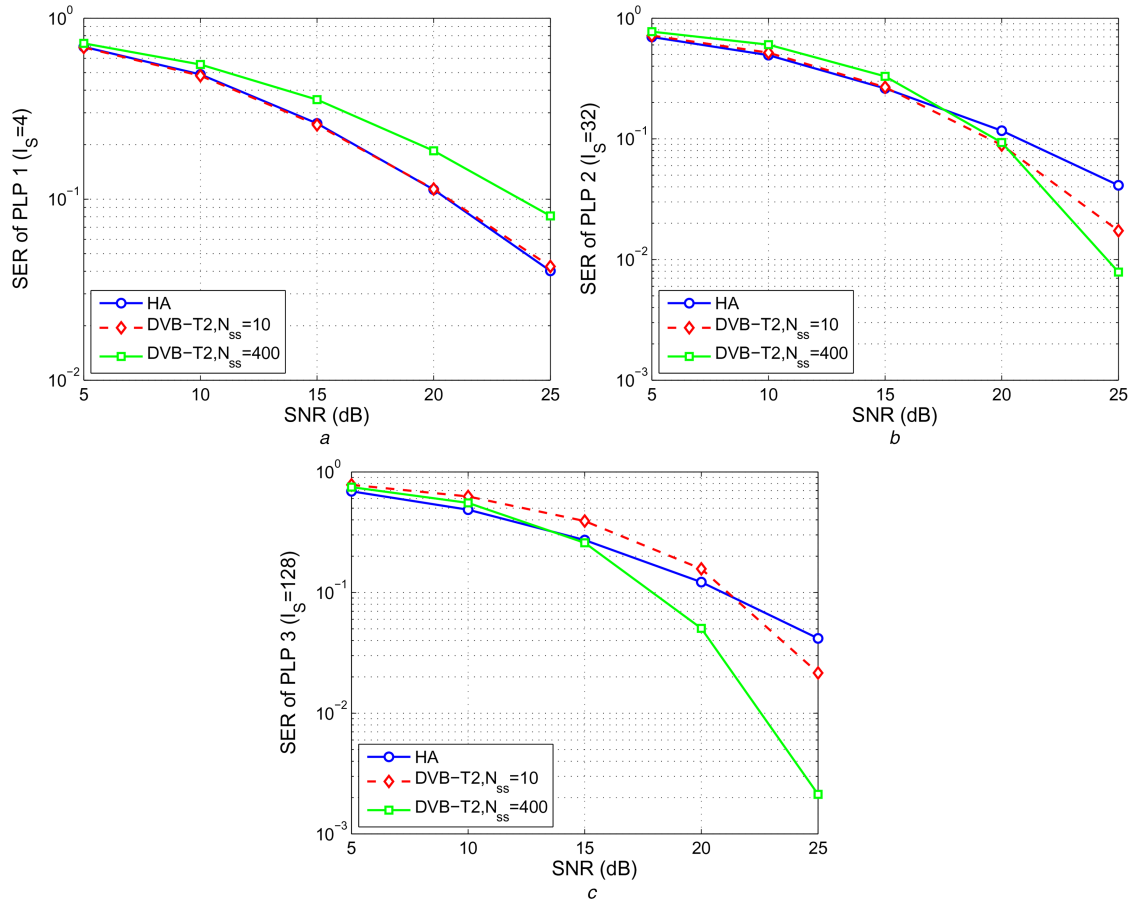 10^0
10^-1
10^-2
SER of PLP 1 (I_S=4)
HA
DVB-T2,N_ss=10
DVB-T2,N_ss=400
5 10 15 20 25
SNR (dB)
a
10^0
10^-1
10^-2
10^-3
SER of PLP 2 (I_S=32)
HA
DVB-T2,N_ss=10
DVB-T2,N_ss=400
5 10 15 20 25
SNR (dB)
b
10^0
10^-1
10^-2
10^-3
SER of PLP 3 (I_S=128)
HA
DVB-T2,N_ss=10
DVB-T2,N_ss=400
5 10 15 20 25
SNR (dB)
c